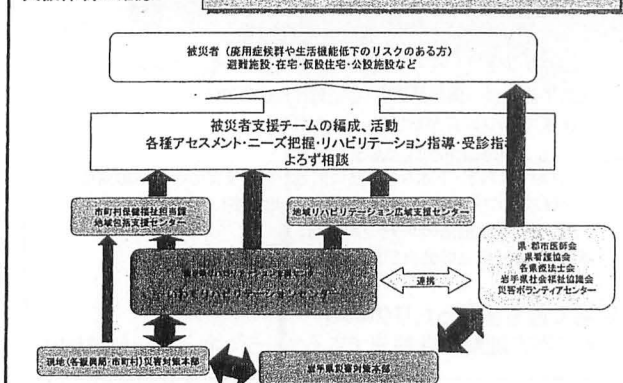 被災者（廃用症候群や生活機能低下のリスクのある方）
避難施設・在宅・仮設住宅・公設施設など
被災者支援チームの編成、活動
各種アセスメント・ニーズ把握・リハビリテーション指導・受診指
よろず相談
市町村保健福祉担当課
地域包括支援センター
地域リハビリテーション広域支援センター
県・郡市医師会
県看護協会
各県療法士会
岩手県社会福祉協議会
災害ボランティアセンター
いわてリハビリテーションセンター
連携
現地（各振興局・市町村）災害対策本部
岩手県災害対策本部